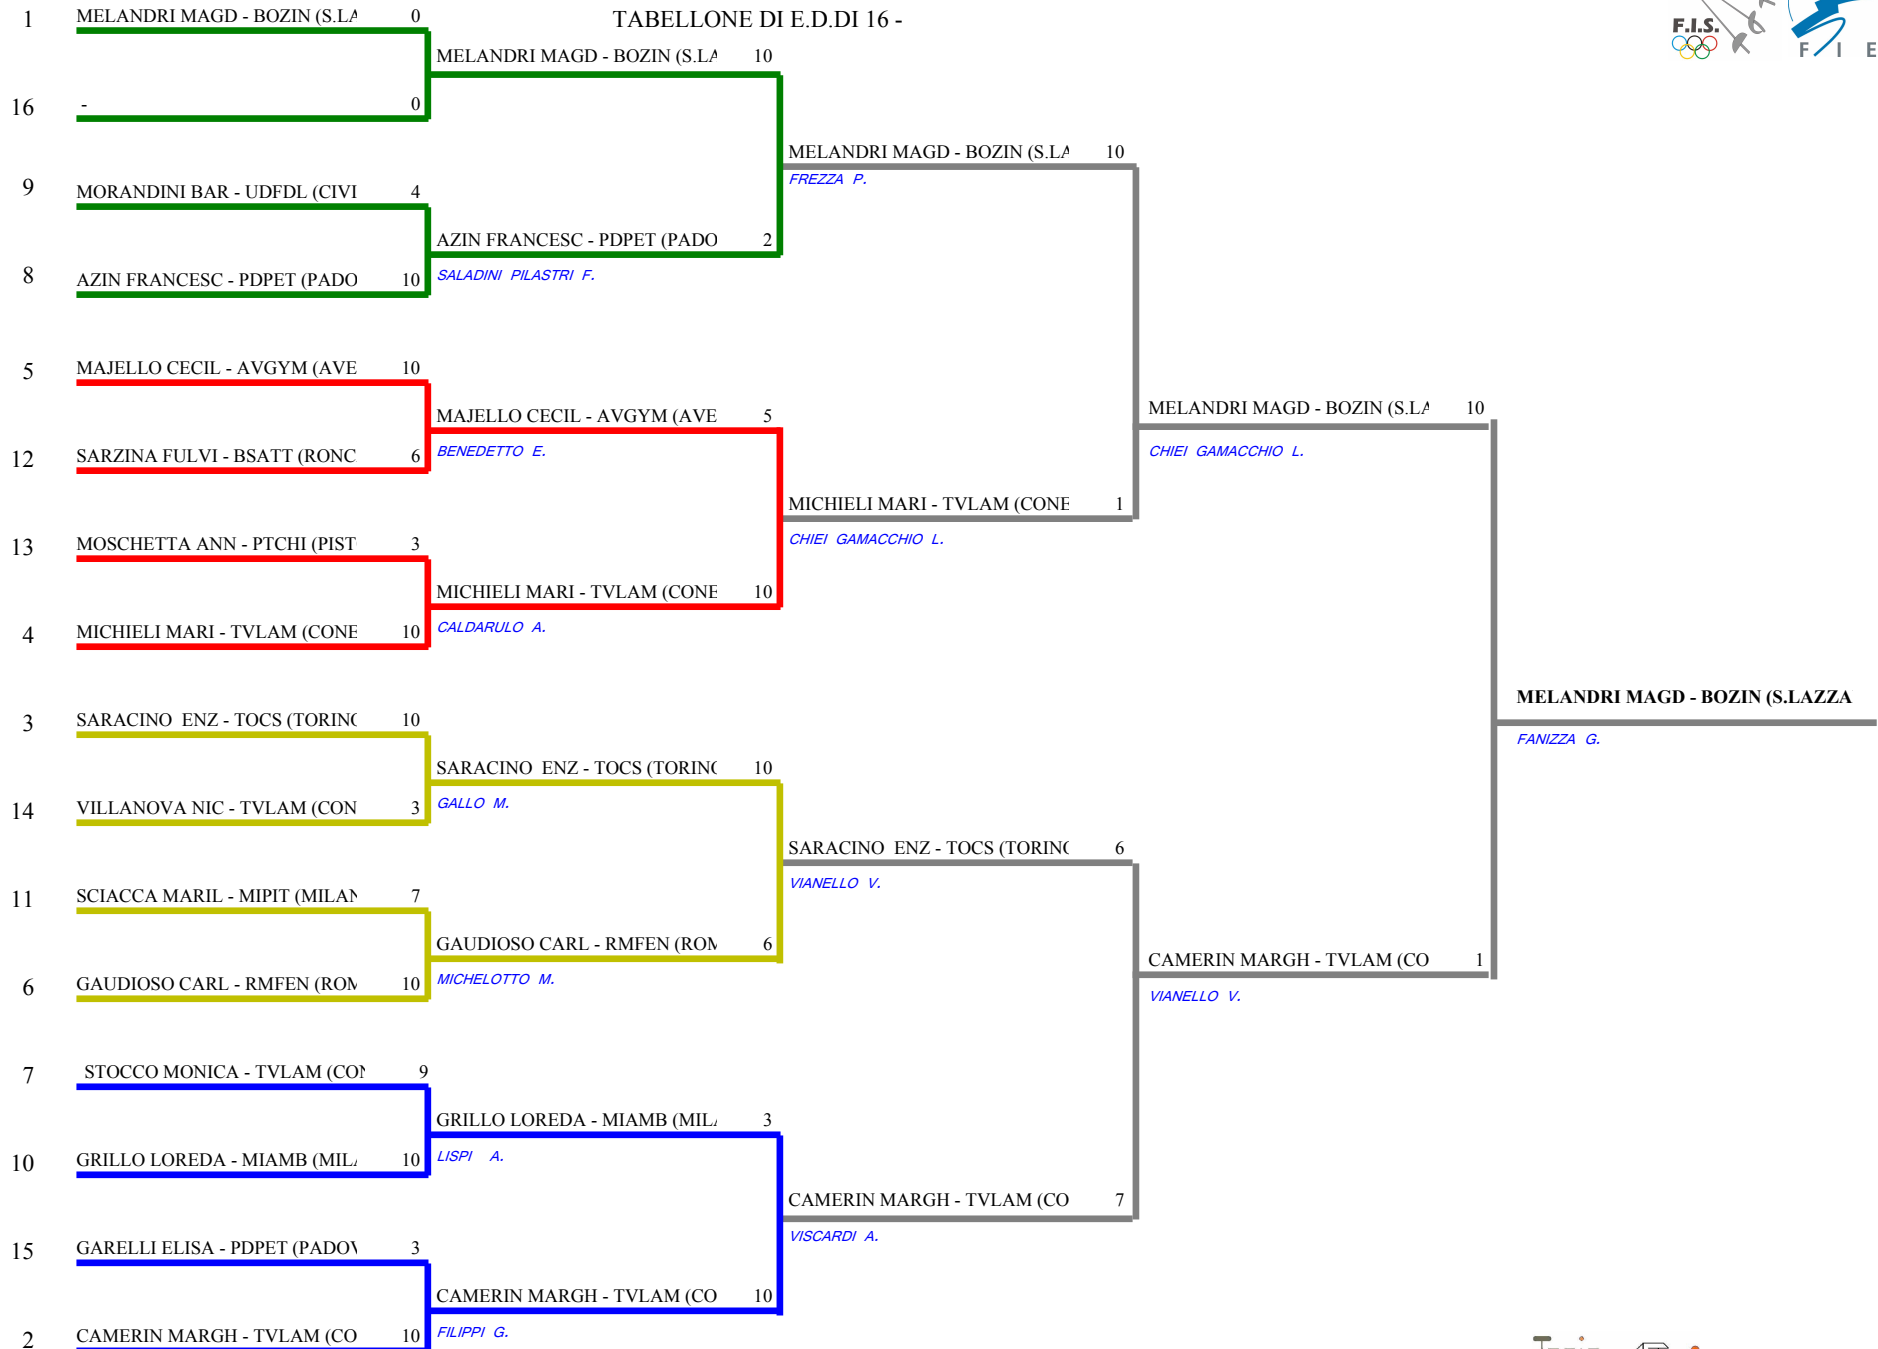 TABELLONE DI E.D.DI 16 -
F.I.S.
F I E
1 MELANDRI MAGD - BOZIN (S.LA 0
MELANDRI MAGD - BOZIN (S.LA 10
16 - 0
MELANDRI MAGD - BOZIN (S.LA 10
FREZZA P.
9 MORANDINI BAR - UDFDL (CIVI 4
AZIN FRANCESC - PDPET (PADO 2
SALADINI PILASTRI F.
8 AZIN FRANCESC - PDPET (PADO 10
5 MAJELLO CECIL - AVGYM (AVE 10
MAJELLO CECIL - AVGYM (AVE 5
BENEDETTO E.
MELANDRI MAGD - BOZIN (S.LA 10
CHIEI GAMACCHIO L.
12 SARZINA FULVI - BSATT (RONC 6
MICHIELI MARI - TVLAM (CONE 1
CHIEI GAMACCHIO L.
13 MOSCHETTA ANN - PTCHI (PIST 3
MICHIELI MARI - TVLAM (CONE 10
CALDARULO A.
4 MICHIELI MARI - TVLAM (CONE 10
MELANDRI MAGD - BOZIN (S.LAZZA
FANIZZA G.
3 SARACINO ENZ - TOCS (TORINO 10
SARACINO ENZ - TOCS (TORINO 10
GALLO M.
14 VILLANOVA NIC - TVLAM (CON 3
SARACINO ENZ - TOCS (TORINO 6
VIANELLO V.
11 SCIACCA MARIL - MIPIT (MILAN 7
GAUDIOSO CARL - RMFEN (ROM 6
MICHELOTTO M.
CAMERIN MARGH - TVLAM (CO 1
VIANELLO V.
6 GAUDIOSO CARL - RMFEN (ROM 10
7 STOCCO MONICA - TVLAM (CON 9
GRILLO LOREDA - MIAMB (MILA 3
LISPI A.
10 GRILLO LOREDA - MIAMB (MILA 10
CAMERIN MARGH - TVLAM (CO 7
VISCARDI A.
15 GARELLI ELISA - PDPET (PADOV 3
CAMERIN MARGH - TVLAM (CO 10
FILIPPI G.
2 CAMERIN MARGH - TVLAM (CO 10